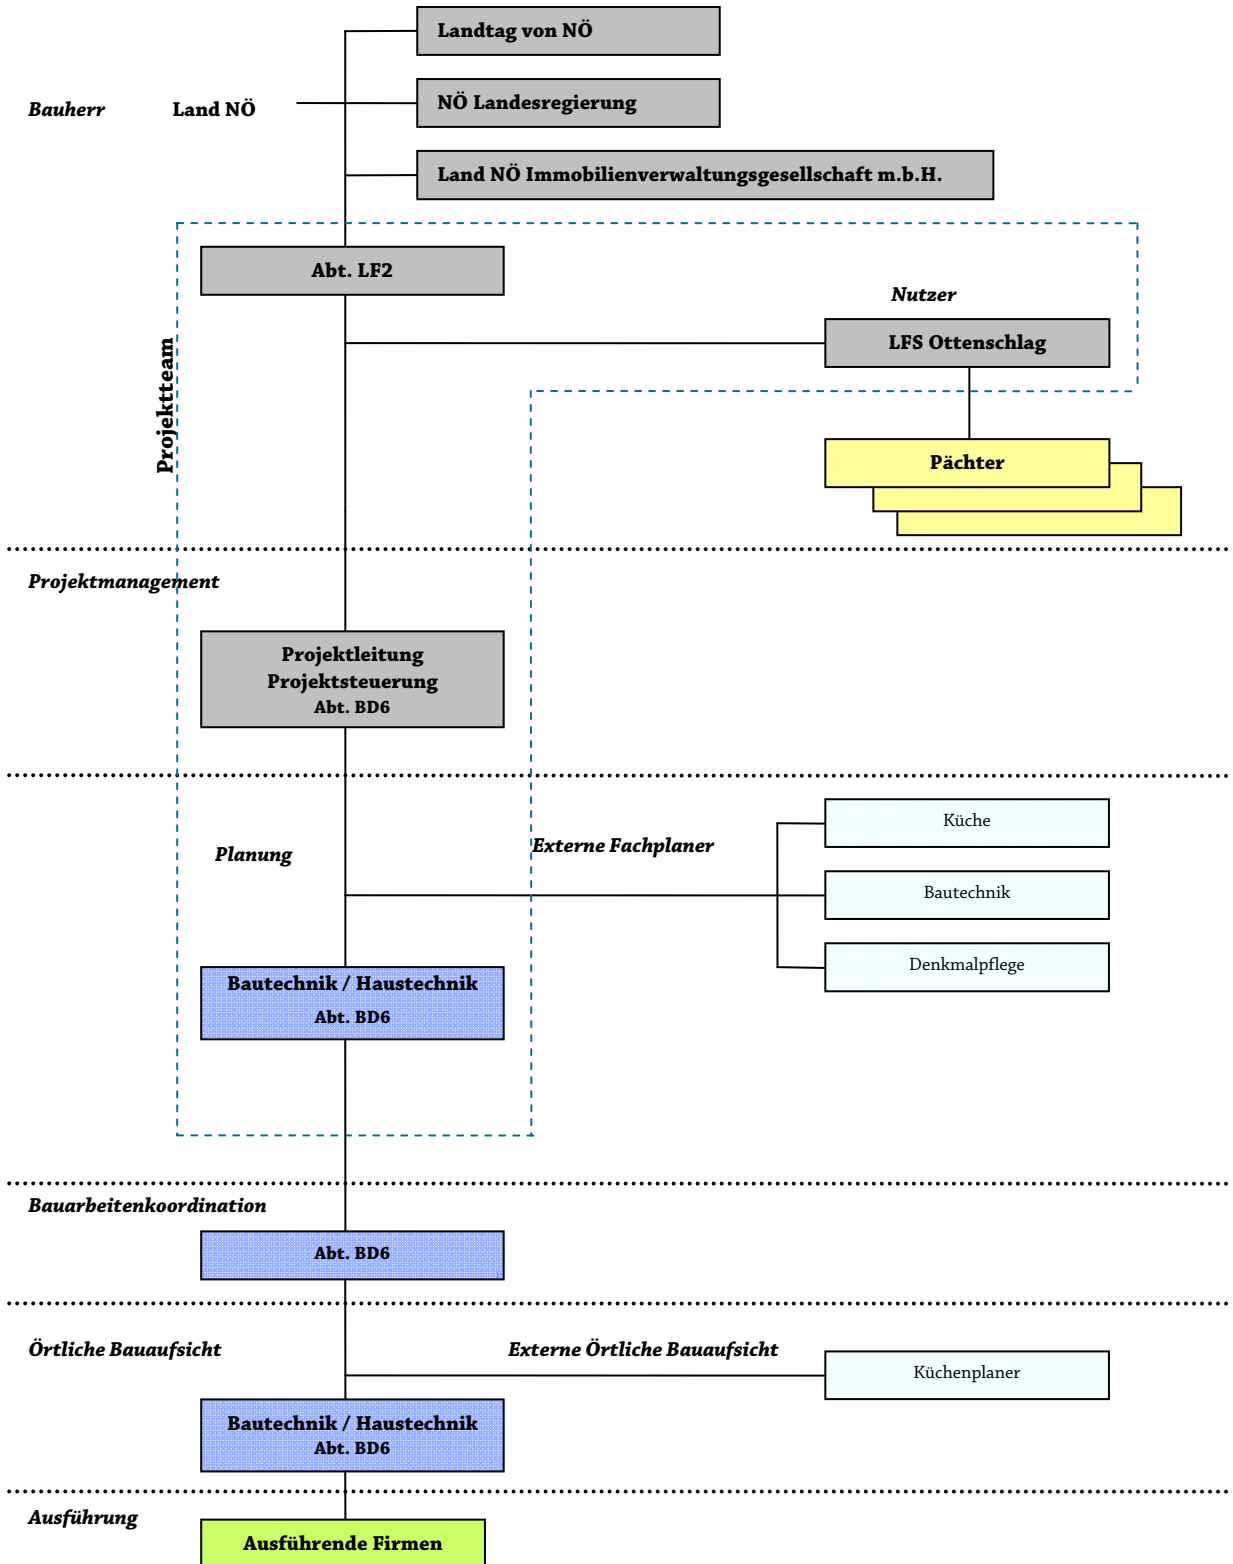 Landtag von NÖ
Bauherr Land NÖ
NÖ Landesregierung
Land NÖ Immobilienverwaltungsgesellschaft m.b.H.
Projektteam
Abt. LF2
Nutzer
LFS Ottenschlag
Pächter
Projektmanagement
Projektleitung
Projektsteuerung
Abt. BD6
Planung
Externe Fachplaner
Küche
Bautechnik
Denkmalpflege
Bautechnik / Haustechnik
Abt. BD6
Bauarbeitenkoordination
Abt. BD6
Örtliche Bauaufsicht
Externe Örtliche Bauaufsicht
Küchenplaner
Bautechnik / Haustechnik
Abt. BD6
Ausführung
Ausführende Firmen